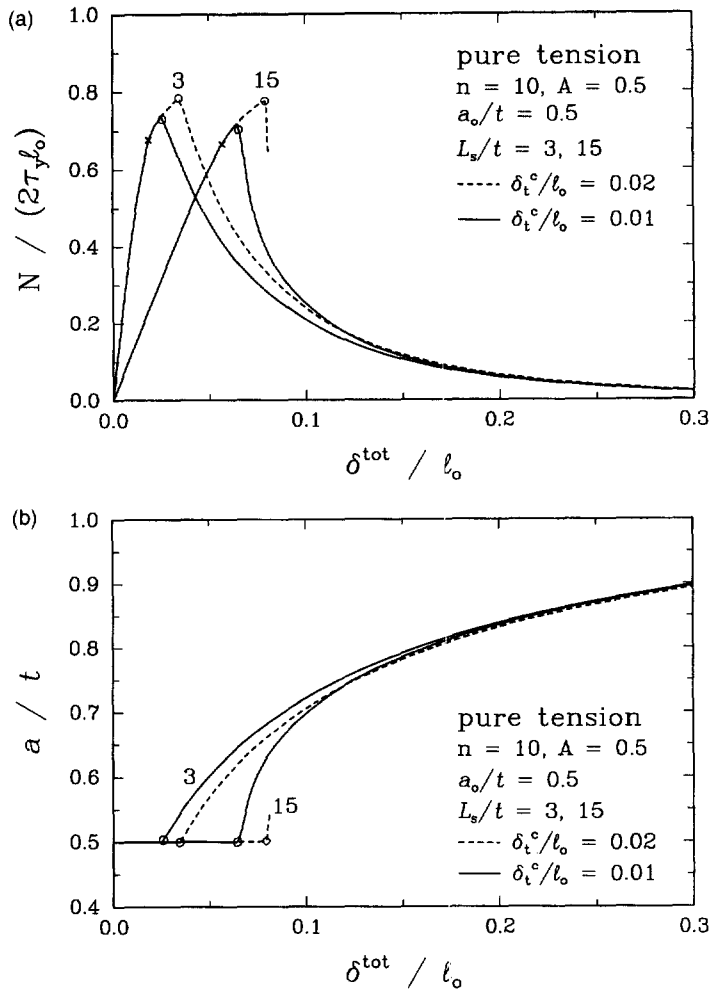 (a)
1.0
0.8
0.6
0.4
0.2
0.0
N / (2τyℓo)
3
15
pure tension
n = 10, A = 0.5
ao/t = 0.5
Ls/t = 3, 15
δtᶜ/ℓo = 0.02
δtᶜ/ℓo = 0.01
0.0 0.1 0.2 0.3
δᵗᵒᵗ / ℓo
(b)
1.0
0.9
0.8
0.7
0.6
0.5
0.4
a / t
3
15
pure tension
n = 10, A = 0.5
ao/t = 0.5
Ls/t = 3, 15
δtᶜ/ℓo = 0.02
δtᶜ/ℓo = 0.01
0.0 0.1 0.2 0.3
δᵗᵒᵗ / ℓo